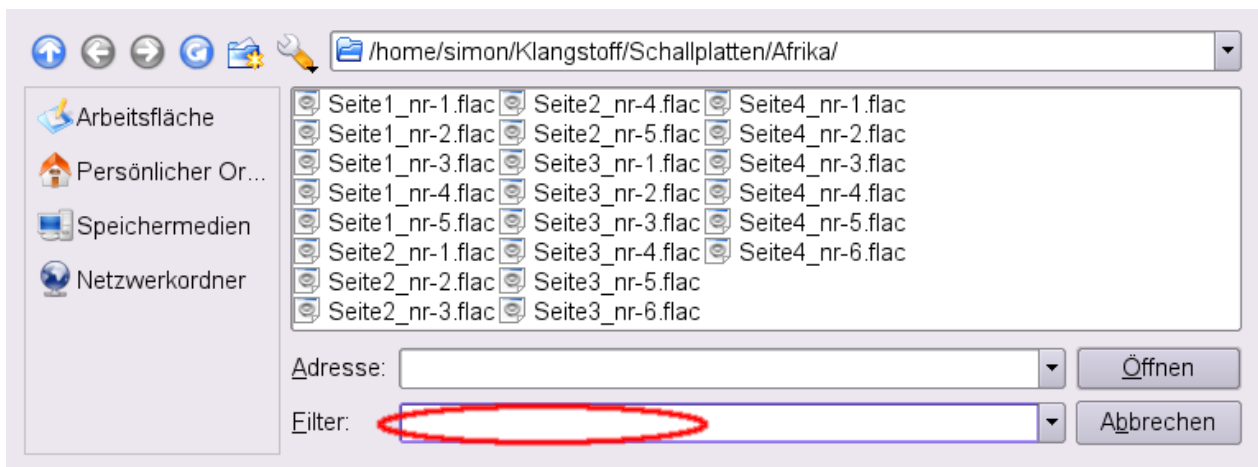 /home/simon/Klangstoff/Schallplatten/Afrika/
Arbeitsfläche
Persönlicher Or...
Speichermedien
Netzwerkordner
Seite1_nr-1.flac Seite2_nr-4.flac Seite4_nr-1.flac
Seite1_nr-2.flac Seite2_nr-5.flac Seite4_nr-2.flac
Seite1_nr-3.flac Seite3_nr-1.flac Seite4_nr-3.flac
Seite1_nr-4.flac Seite3_nr-2.flac Seite4_nr-4.flac
Seite1_nr-5.flac Seite3_nr-3.flac Seite4_nr-5.flac
Seite2_nr-1.flac Seite3_nr-4.flac Seite4_nr-6.flac
Seite2_nr-2.flac Seite3_nr-5.flac
Seite2_nr-3.flac Seite3_nr-6.flac
Adresse: Öffnen
Filter: Abbrechen